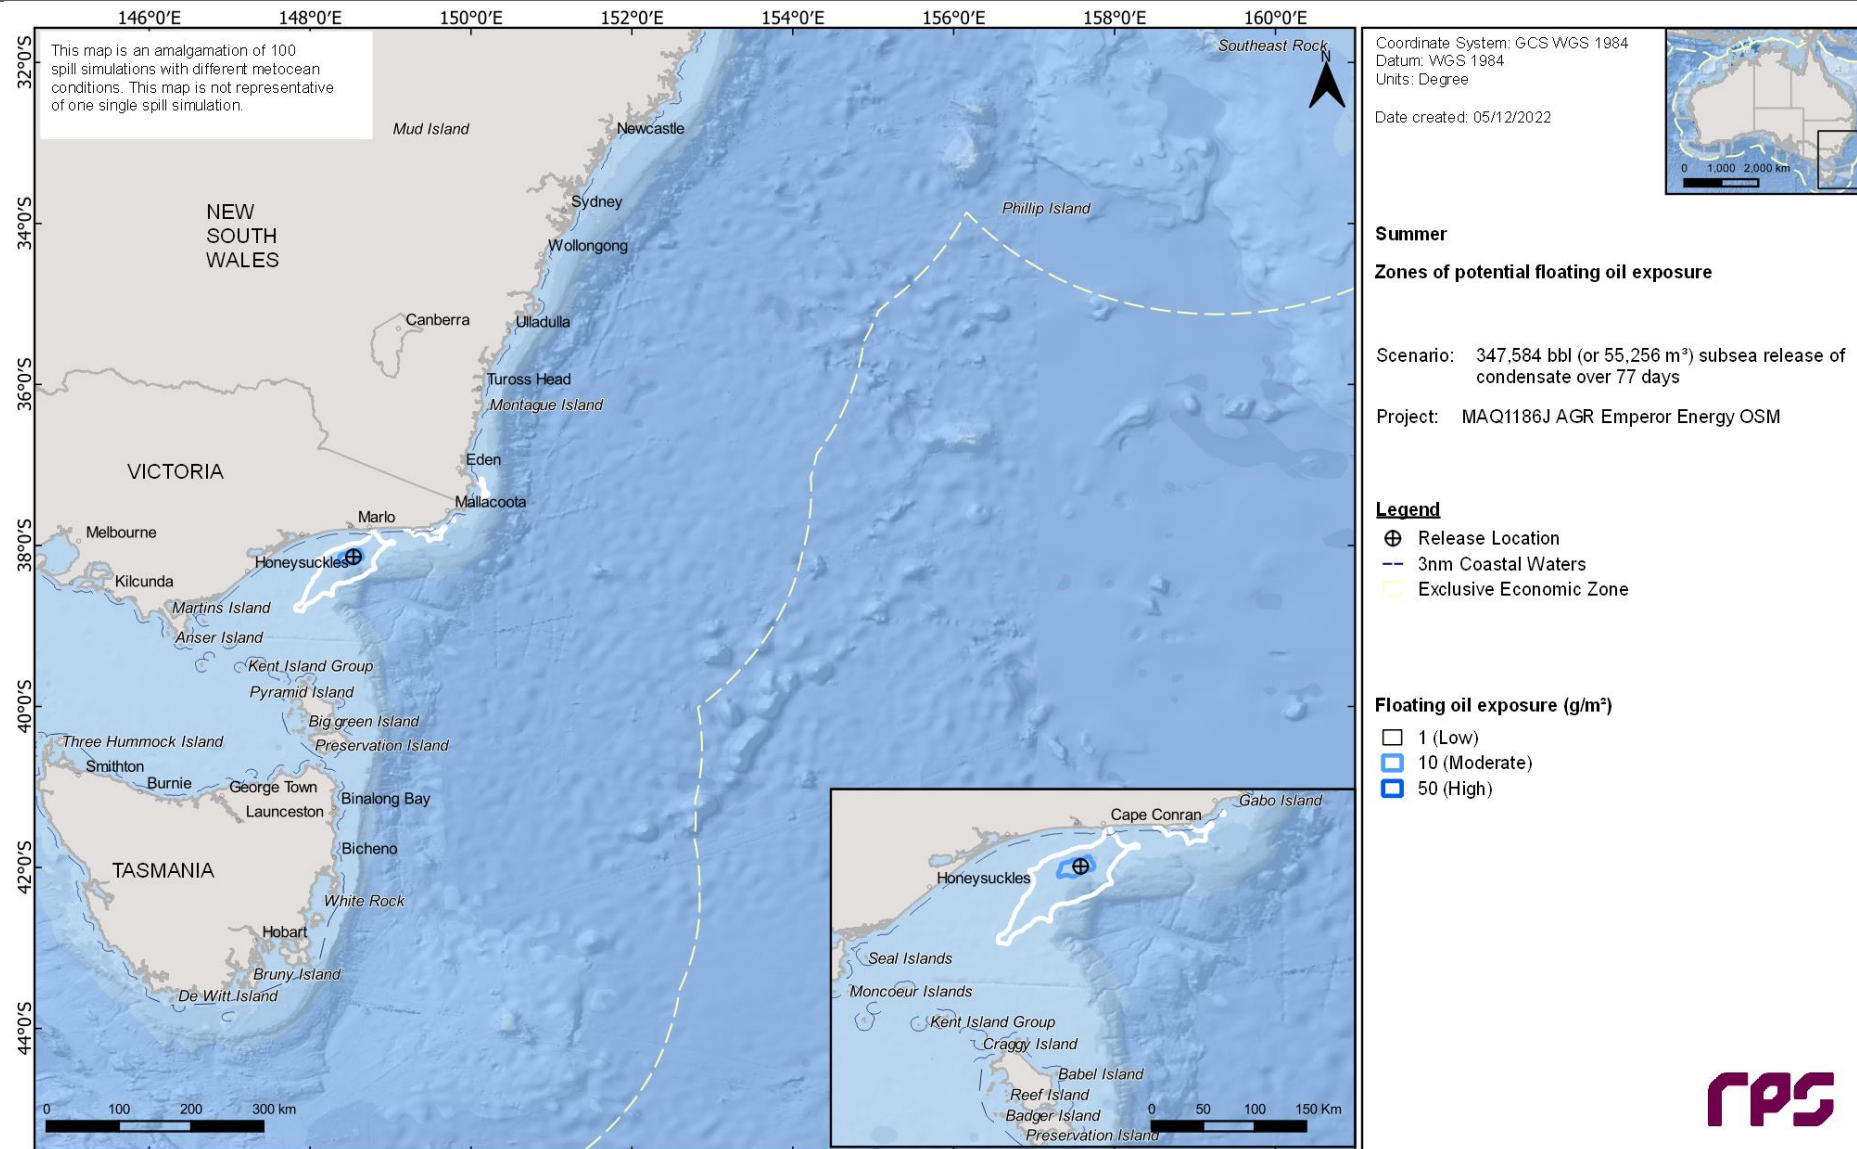 146°0'E 148°0'E 150°0'E 152°0'E 154°0'E 156°0'E 158°0'E 160°0'E
32°S
34°0'S
36°0'S
38°0'S
40°0'S
42°0'S
44°0'S
This map is an amalgamation of 100
spill simulations with different metocean
conditions. This map is not representative
of one single spill simulation.
Southeast Rock
N
Mud Island
Newcastle
NEW
SOUTH
WALES
Sydney
Phillip Island
Wollongong
Canberra
Ulladulla
Tuross Head
Montague Island
VICTORIA
Eden
Mallacoota
Marlo
Melbourne
Honeysuckles
Kilcunda
Martins Island
Anser Island
Kent Island Group
Pyramid Island
Big green Island
Three Hummock Island
Preservation Island
Smithton
Burnie
George Town
Binalong Bay
Launceston
Bicheno
TASMANIA
White Rock
Hobart
Bruny Island
De Witt Island
0 100 200 300 km
Gabo Island
Cape Conran
Honeysuckles
Seal Islands
Moncoeur Islands
Kent Island Group
Craggy Island
Babel Island
Reef Island
Badger Island
Preservation Island
0 50 100 150 Km
Coordinate System: GCS WGS 1984
Datum: WGS 1984
Units: Degree
Date created: 05/12/2022
0 1,000 2,000 km
Summer
Zones of potential floating oil exposure
Scenario: 347,584 bbl (or 55,256 m³) subsea release of
condensate over 77 days
Project: MAQ1186J AGR Emperor Energy OSM
Legend
Release Location
3nm Coastal Waters
Exclusive Economic Zone
Floating oil exposure (g/m²)
1 (Low)
10 (Moderate)
50 (High)
rps